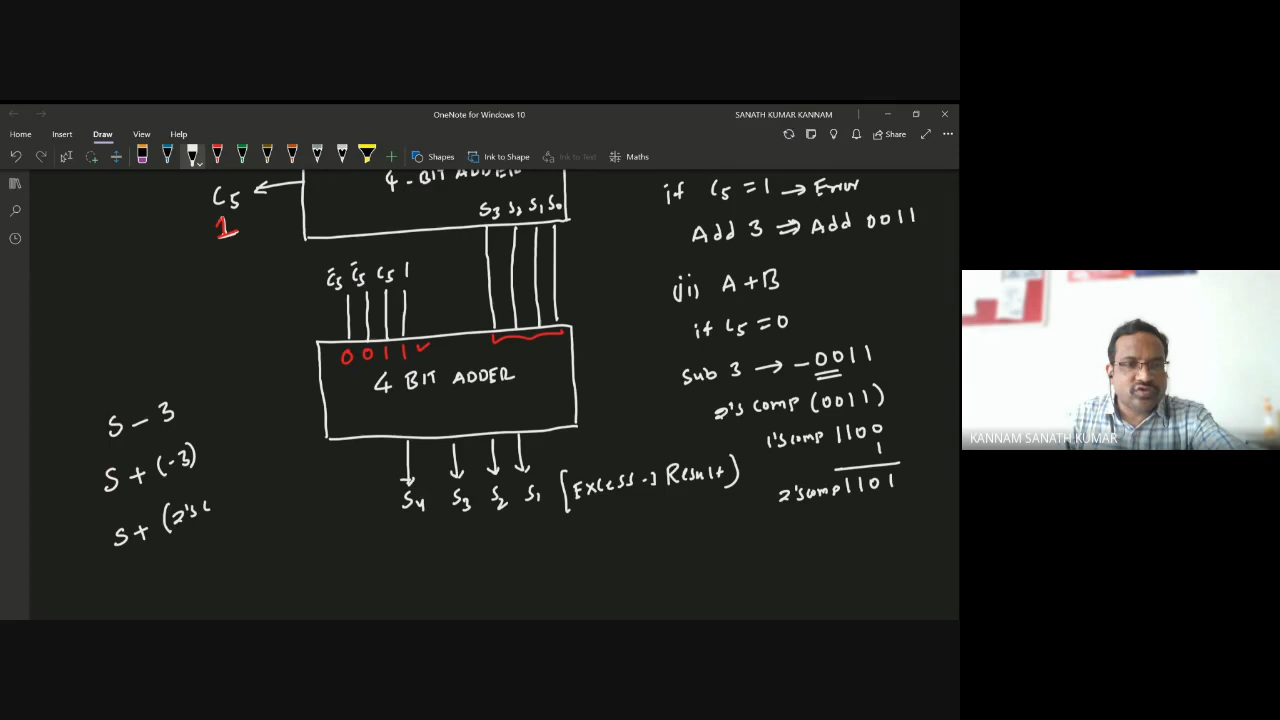 OneNote for Windows 10
SANATH KUMAR KANNAM
Home Insert Draw View Help
Share
Shapes Ink to Shape Ink to Text Maths
4-BIT ADDER
C5
1
S3 S2 S1 S0
C̄5 C̄5 C5 1
0 0 1 1 ✓
4 BIT ADDER
S4 S3 S2 S1 [Excess-3 Result)
S - 3
S + (-3)
S + (2's C
if C5 = 1 → Error
Add 3 ⇒ Add 0011
(ii) A + B
if C5 = 0
Sub 3 → -0011
2's comp (0011)
1's comp 1100
1
2's comp 1101
KANNAM SANATH KUMAR